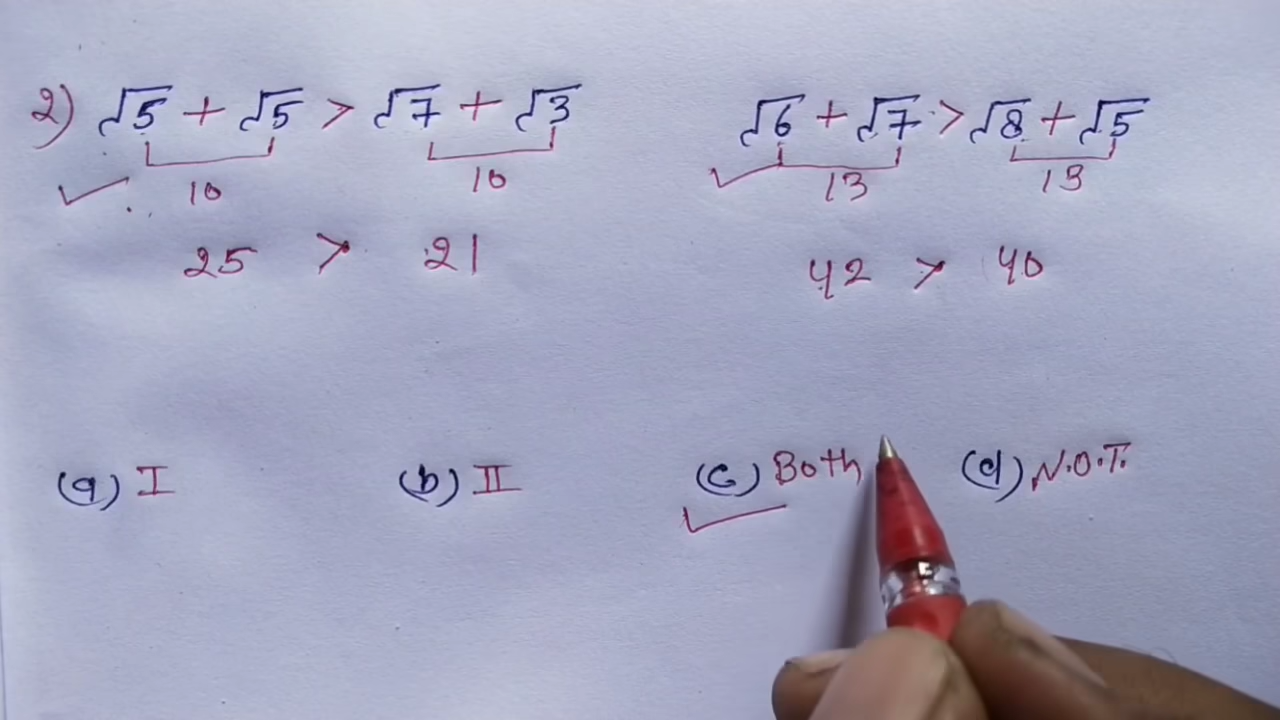 2) √5 + √5 > √7 + √3 √6 + √7 > √8 + √5
10 10 13 13
25 > 21 42 > 40
(a) I (b) II (c) Both (d) N.O.T.